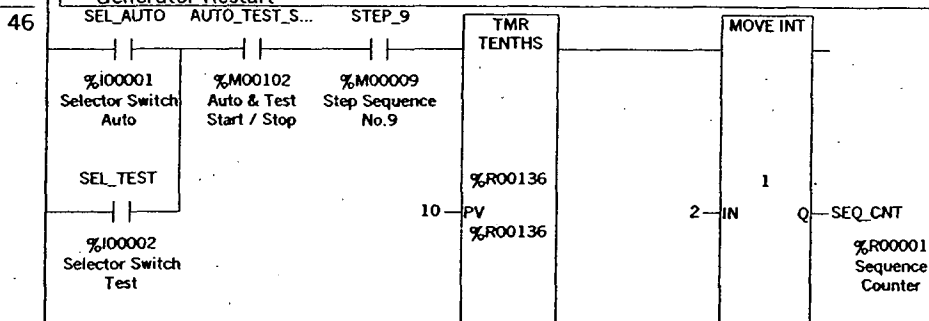 Generator Restart
46
SEL_AUTO AUTO_TEST_S... STEP_9
TMR
TENTHS
MOVE INT
%I00001
Selector Switch
Auto
%M00102
Auto & Test
Start / Stop
%M00009
Step Sequence
No.9
SEL_TEST
%I00002
Selector Switch
Test
%R00136
10 PV
%R00136
1
2 IN Q SEQ_CNT
%R00001
Sequence
Counter